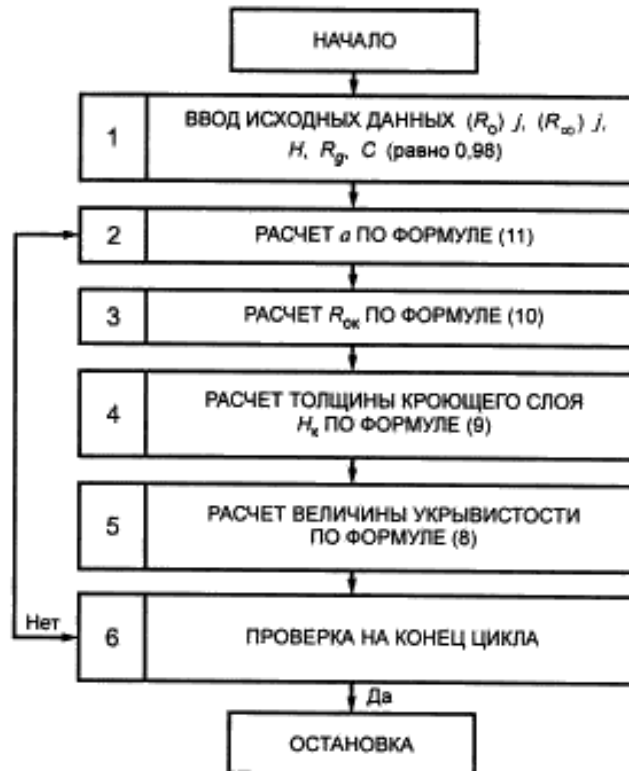 НАЧАЛО
1
ВВОД ИСХОДНЫХ ДАННЫХ (R₀) j, (R∞) j,
H, Rg, C (равно 0,98)
2
РАСЧЕТ a ПО ФОРМУЛЕ (11)
3
РАСЧЕТ Rок ПО ФОРМУЛЕ (10)
4
РАСЧЕТ ТОЛЩИНЫ КРОЮЩЕГО СЛОЯ
Hк ПО ФОРМУЛЕ (9)
5
РАСЧЕТ ВЕЛИЧИНЫ УКРЫВИСТОСТИ
ПО ФОРМУЛЕ (8)
Нет
6
ПРОВЕРКА НА КОНЕЦ ЦИКЛА
Да
ОСТАНОВКА